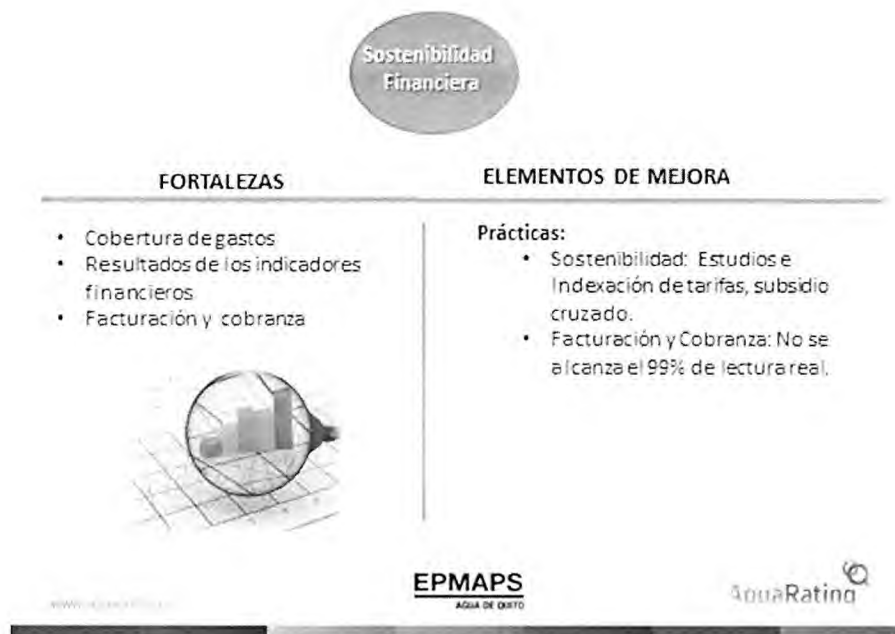 Sostenibilidad
Financiera
FORTALEZAS
• Cobertura de gastos
• Resultados de los indicadores
financieros
• Facturación y cobranza
ELEMENTOS DE MEJORA
Prácticas:
• Sostenibilidad: Estudios e
Indexación de tarifas, subsidio
cruzado.
• Facturación y Cobranza: No se
alcanza el 99% de lectura real.
EPMAPS
AGUA DE QUITO
AquaRating